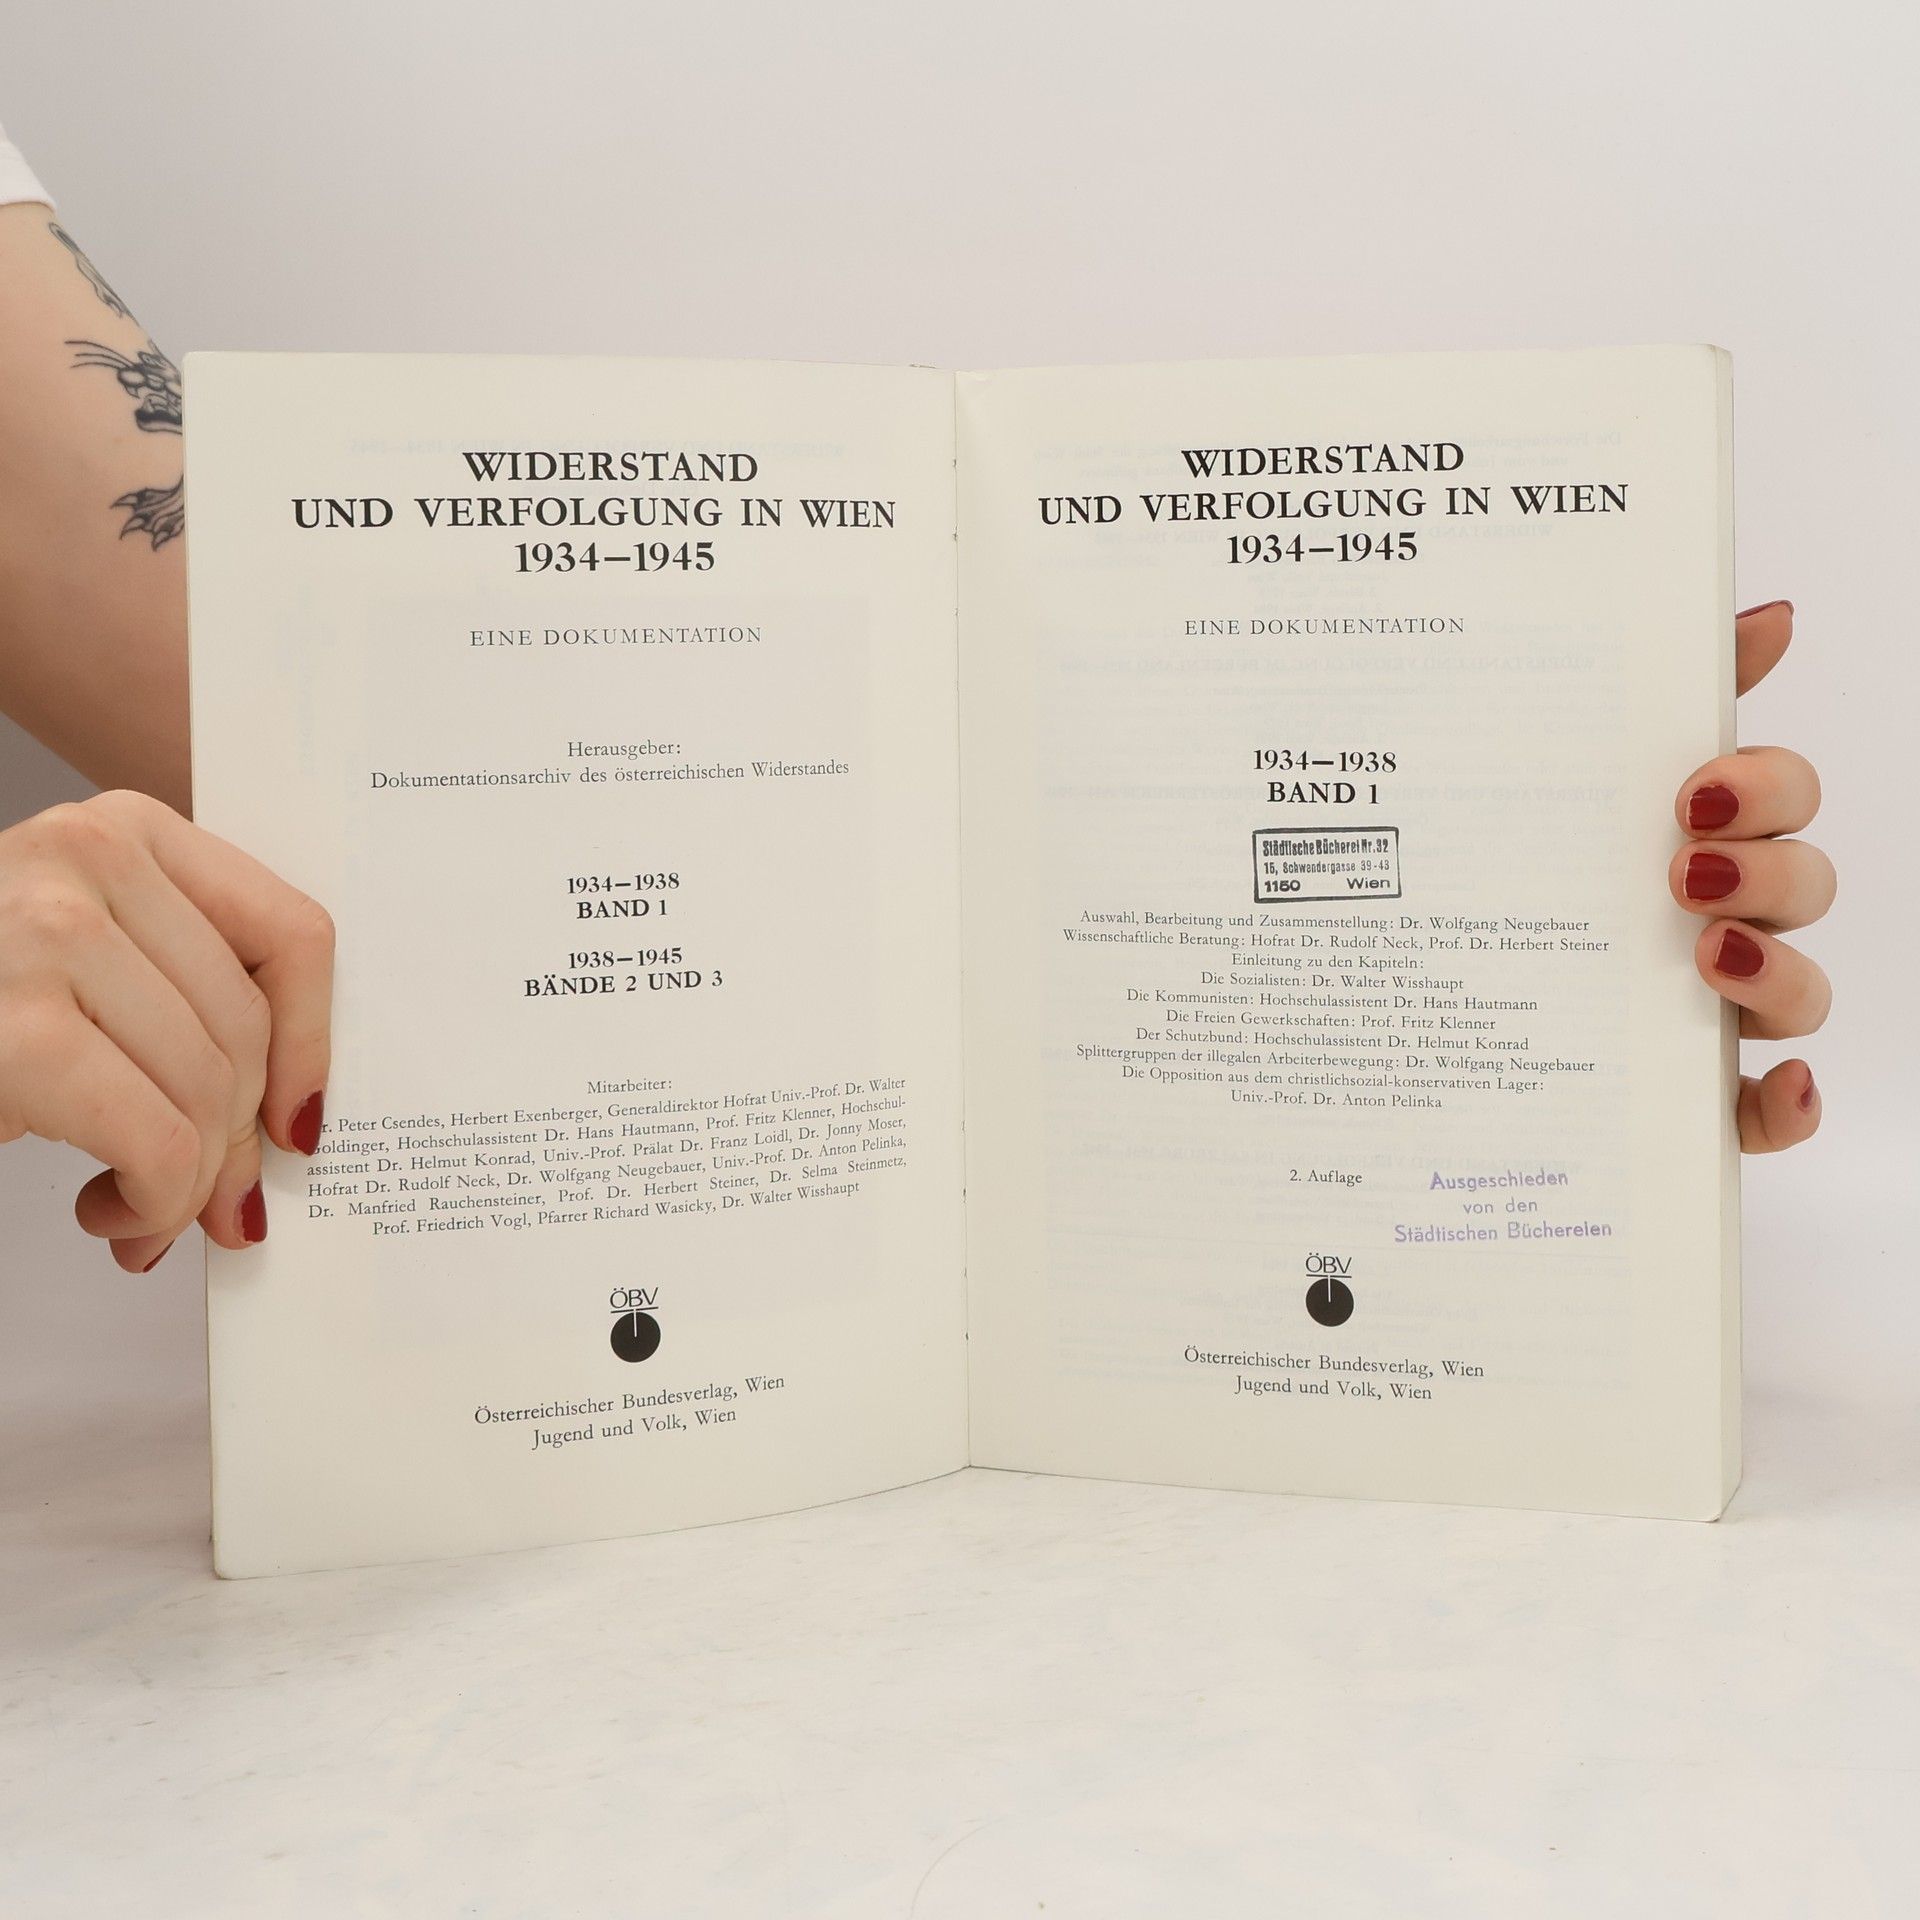 WIDERSTAND
UND VERFOLGUNG IN WIEN
1934–1945
EINE DOKUMENTATION
Herausgeber:
Dokumentationsarchiv des österreichischen Widerstandes
1934–1938
BAND 1
1938–1945
BÄNDE 2 UND 3
Mitarbeiter:
r. Peter Csendes, Herbert Exenberger, Generaldirektor Hofrat Univ.-Prof. Dr. Walter
Goldinger, Hochschulassistent Dr. Hans Hautmann, Prof. Fritz Klenner, Hochschul-
assistent Dr. Helmut Konrad, Univ.-Prof. Prälat Dr. Franz Loidl, Dr. Jonny Moser,
Hofrat Dr. Rudolf Neck, Dr. Wolfgang Neugebauer, Univ.-Prof. Dr. Anton Pelinka,
Dr. Manfried Rauchensteiner, Prof. Dr. Herbert Steiner, Dr. Selma Steinmetz,
Prof. Friedrich Vogl, Pfarrer Richard Wasicky, Dr. Walter Wisshaupt
ÖBV
Österreichischer Bundesverlag, Wien
Jugend und Volk, Wien
WIDERSTAND
UND VERFOLGUNG IN WIEN
1934–1945
EINE DOKUMENTATION
1934–1938
BAND 1
Städtische Bücherei Nr. 32
15, Schwendergasse 39-43
1150 Wien
Auswahl, Bearbeitung und Zusammenstellung: Dr. Wolfgang Neugebauer
Wissenschaftliche Beratung: Hofrat Dr. Rudolf Neck, Prof. Dr. Herbert Steiner
Einleitung zu den Kapiteln:
Die Sozialisten: Dr. Walter Wisshaupt
Die Kommunisten: Hochschulassistent Dr. Hans Hautmann
Die Freien Gewerkschaften: Prof. Fritz Klenner
Der Schutzbund: Hochschulassistent Dr. Helmut Konrad
Splittergruppen der illegalen Arbeiterbewegung: Dr. Wolfgang Neugebauer
Die Opposition aus dem christlichsozial-konservativen Lager:
Univ.-Prof. Dr. Anton Pelinka
2. Auflage
Ausgeschieden
von den
Städtischen Büchereien
ÖBV
Österreichischer Bundesverlag, Wien
Jugend und Volk, Wien